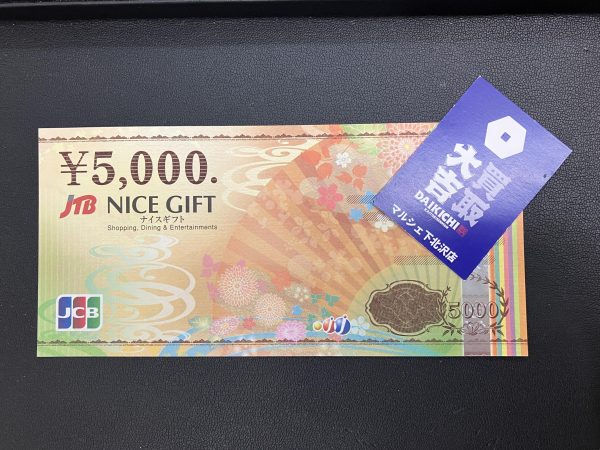 ¥5,000.
JTB NICE GIFT
ナイスギフト
Shopping, Dining & Entertainments
JCB
5000
買取
大吉
DAIKICHI
マルシェ下北沢店